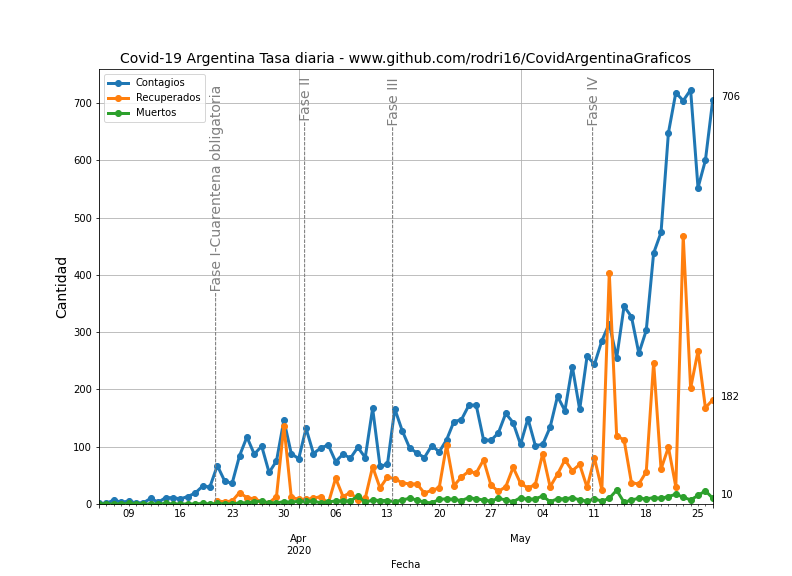 Covid-19 Argentina Tasa diaria - www.github.com/rodri16/CovidArgentinaGraficos
Contagios
Recuperados
Muertos
Fase I-Cuarentena obligatoria
Fase II
Fase III
Fase IV
Cantidad
700
600
500
400
300
200
100
0
706
182
10
09 16 23 30 06 13 20 27 04 11 18 25
Apr May
2020
Fecha